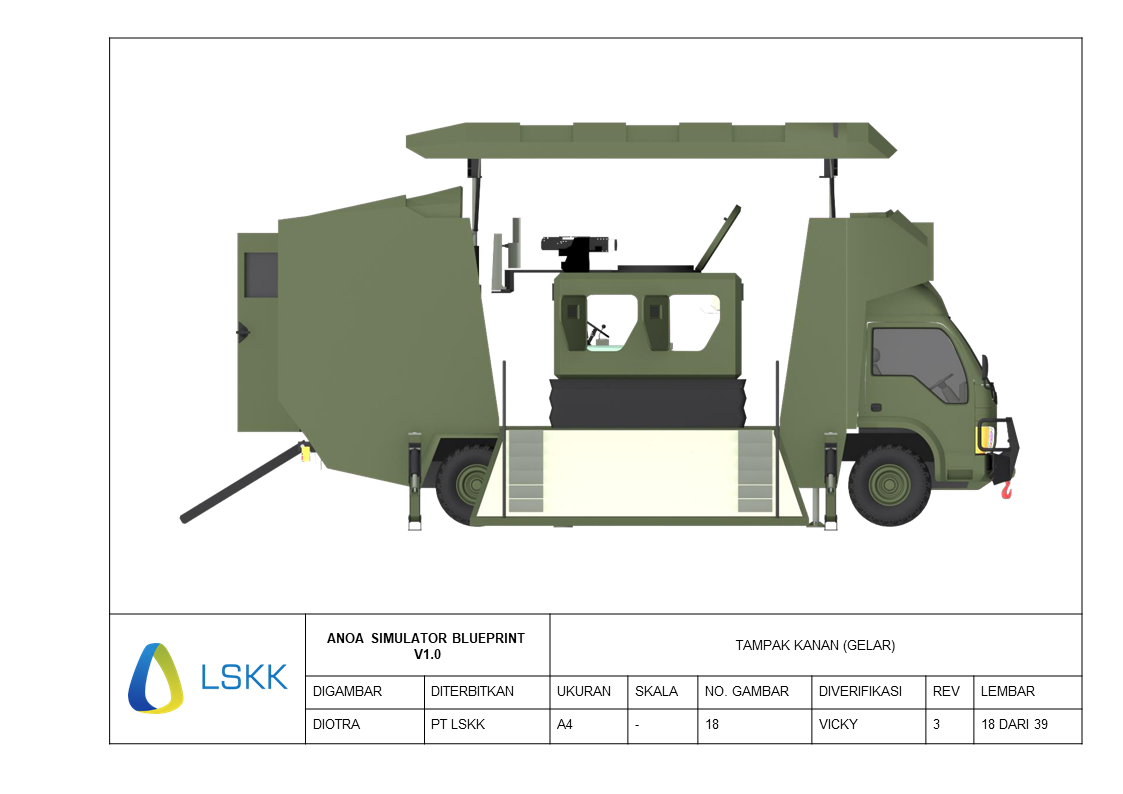 LSKK
ANOA SIMULATOR BLUEPRINT
V1.0
TAMPAK KANAN (GELAR)
DIGAMBAR DITERBITKAN UKURAN SKALA NO. GAMBAR DIVERIFIKASI REV LEMBAR
DIOTRA PT LSKK A4 - 18 VICKY 3 18 DARI 39